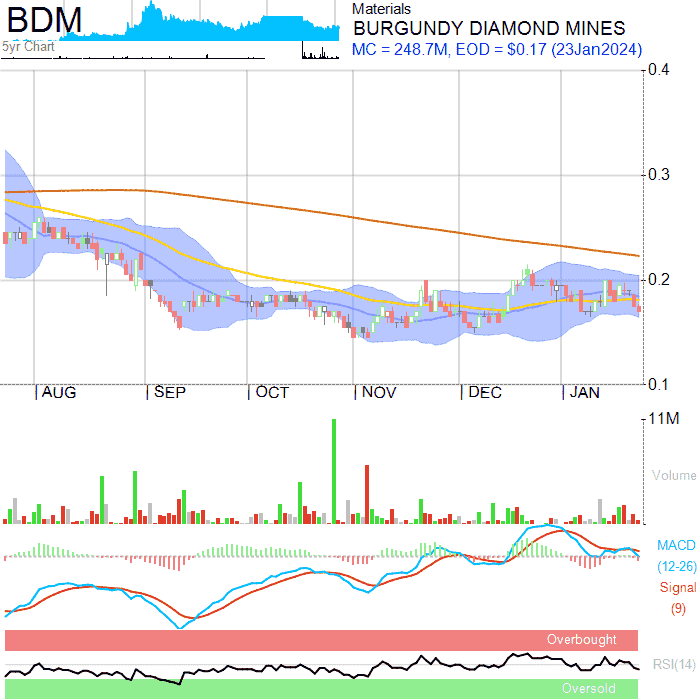 BDM
5yr Chart
Materials
BURGUNDY DIAMOND MINES
MC = 248.7M, EOD = $0.17 (23Jan2024)
0.4
0.3
0.2
0.1
AUG SEP OCT NOV DEC JAN
11M
Volume
MACD
(12-26)
Signal
(9)
Overbought
RSI(14)
Oversold